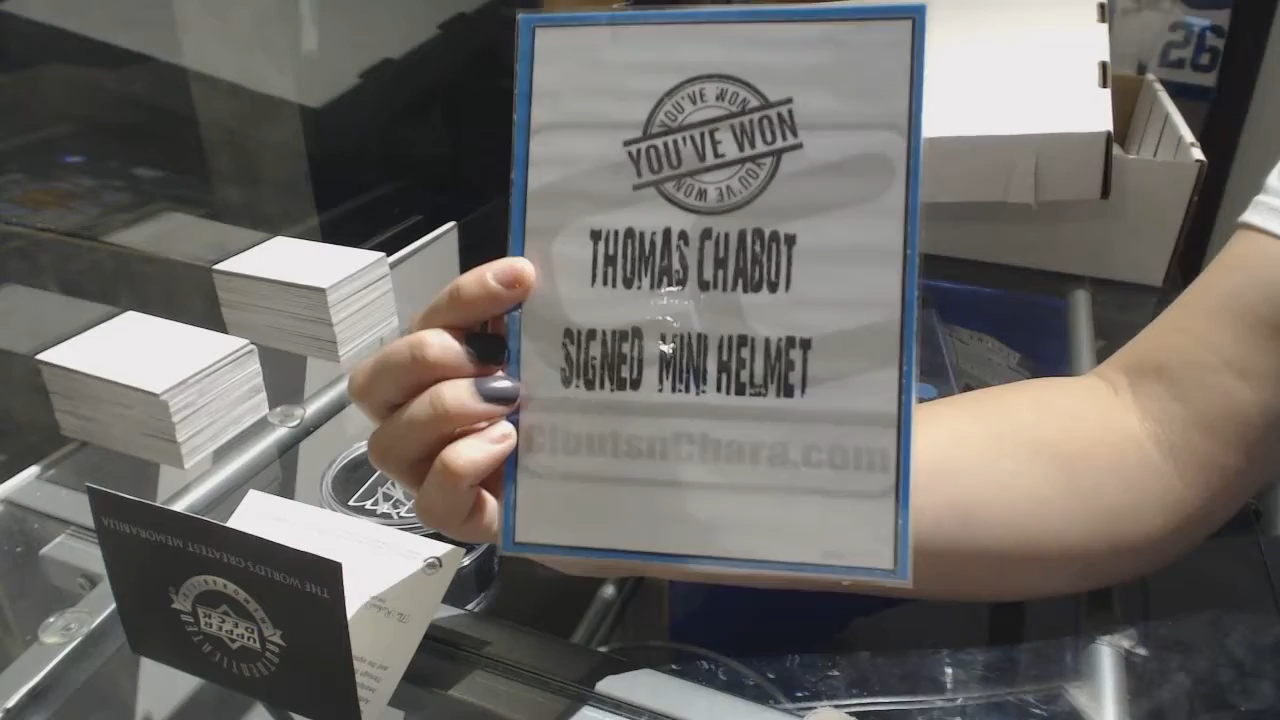 YOU'VE WON
YOU'VE WON
YOU'VE WON
THOMAS CHABOT
SIGNED MINI HELMET
CloutsnChara.com
26
THE WORLD'S GREATEST MEMORABILIA
UPPER DECK
AUTHENTICATED
MEMORABILIA